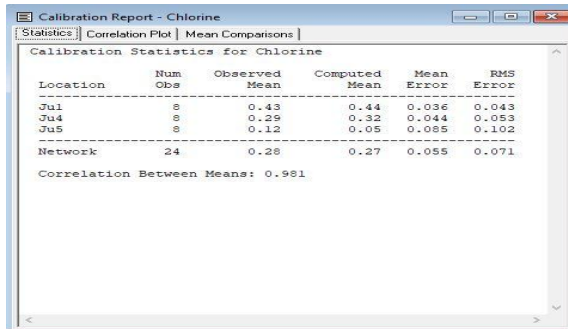 Calibration Report - Chlorine
Statistics Correlation Plot Mean Comparisons
Calibration Statistics for Chlorine
Num Observed Computed Mean RMS
Location Obs Mean Mean Error Error
Ju1 8 0.43 0.44 0.036 0.043
Ju4 8 0.29 0.32 0.044 0.053
Ju5 8 0.12 0.05 0.085 0.102
Network 24 0.28 0.27 0.055 0.071
Correlation Between Means: 0.981